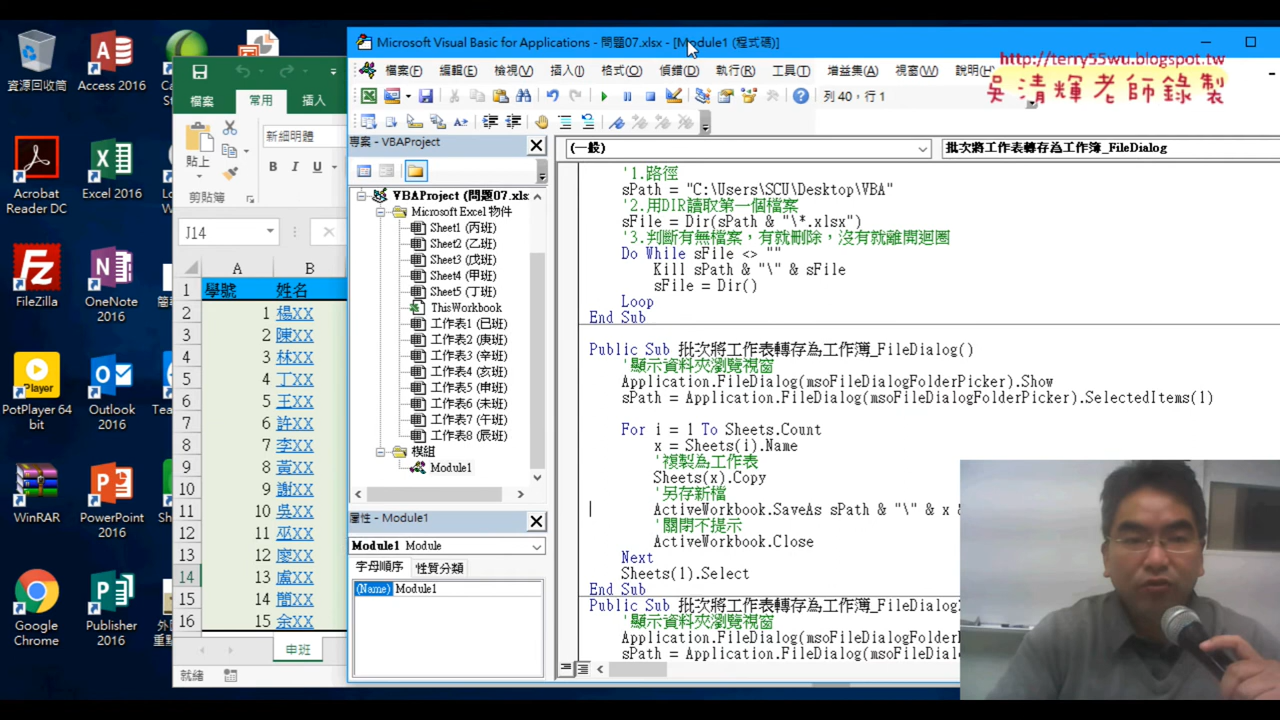 資源回收筒
Access 2016
Acrobat
Reader DC
Excel 2016
FileZilla
OneNote
2016
PotPlayer 64
bit
Outlook
2016
WinRAR
PowerPoint
2016
Google
Chrome
Publisher
2016
檔案
常用
插入
貼上
新細明體
B I U
剪貼簿
J14
A B
1 學號 姓名
2 1 楊XX
3 2 陳XX
4 3 林XX
5 4 丁XX
6 5 王XX
7 6 許XX
8 7 李XX
9 8 黃XX
10 9 謝XX
11 10 吳XX
12 11 巫XX
13 12 廖XX
14 13 盧XX
15 14 閻XX
16 15 余XX
申班
就緒
Microsoft Visual Basic for Applications - 問題07.xlsx - [Module1 (程式碼)]
檔案(F) 編輯(E) 檢視(V) 插入(I) 格式(O) 偵錯(D) 執行(R) 工具(T) 增益集(A) 視窗(W) 說明(H)
http://terry55wu.blogspot.tw
吳清輝老師錄製
列 40，行 1
專案 - VBAProject
VBAProject (問題07.xls
Microsoft Excel 物件
Sheet1 (丙班)
Sheet2 (乙班)
Sheet3 (戊班)
Sheet4 (甲班)
Sheet5 (丁班)
ThisWorkbook
工作表1 (已班)
工作表2 (庚班)
工作表3 (辛班)
工作表4 (亥班)
工作表5 (申班)
工作表6 (未班)
工作表7 (午班)
工作表8 (辰班)
模組
Module1
屬性 - Module1
Module1 Module
字母順序 性質分類
(Name) Module1
(一般)
批次將工作表轉存為工作簿_FileDialog
'1.路徑
sPath = "C:\Users\SCU\Desktop\VBA"
'2.用DIR讀取第一個檔案
sFile = Dir(sPath & "\*.xlsx")
'3.判斷有無檔案，有就刪除，沒有就離開迴圈
Do While sFile <> ""
Kill sPath & "\" & sFile
sFile = Dir()
Loop
End Sub
Public Sub 批次將工作表轉存為工作簿_FileDialog()
'顯示資料夾瀏覽視窗
Application.FileDialog(msoFileDialogFolderPicker).Show
sPath = Application.FileDialog(msoFileDialogFolderPicker).SelectedItems(1)
For i = 1 To Sheets.Count
x = Sheets(i).Name
'複製為工作表
Sheets(x).Copy
'另存新檔
ActiveWorkbook.SaveAs sPath & "\" & x &
'關閉不提示
ActiveWorkbook.Close
Next
Sheets(1).Select
End Sub
Public Sub 批次將工作表轉存為工作簿_FileDialog
'顯示資料夾瀏覽視窗
Application.FileDialog(msoFileDialogFolderP
sPath = Application.FileDialog(msoFileDialo